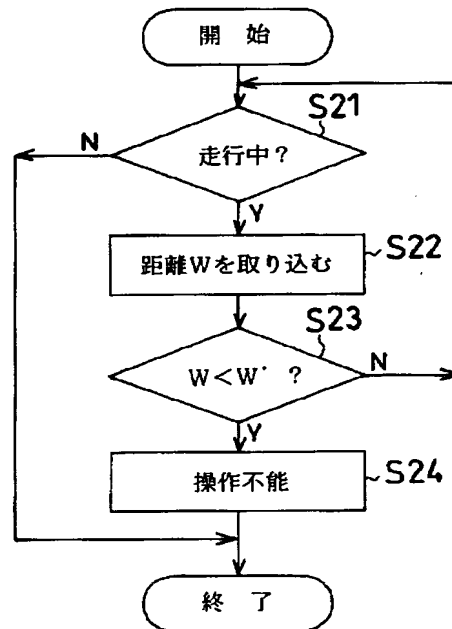 開 始
S21
N
走行中?
Y
距離Wを取り込む
S22
S23
W<W' ?
N
Y
操作不能
S24
終 了